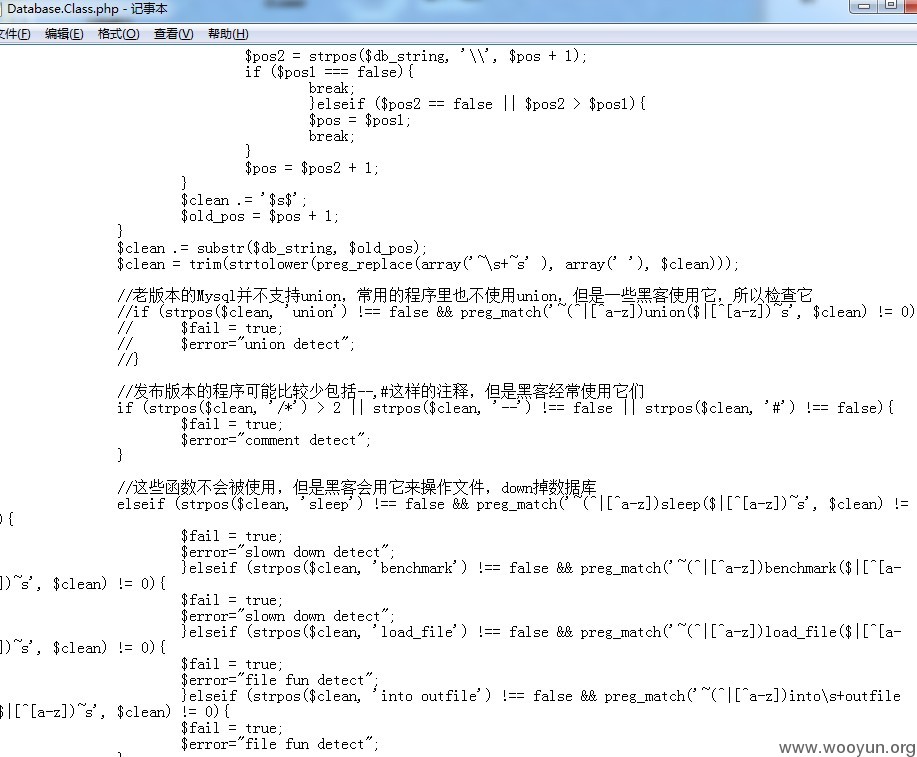 Database.Class.php - 记事本
文件(F) 编辑(E) 格式(O) 查看(V) 帮助(H)
$pos2 = strpos($db_string, '\\', $pos + 1);
if ($pos1 === false){
break;
}elseif ($pos2 == false || $pos2 > $pos1){
$pos = $pos1;
break;
}
$pos = $pos2 + 1;
}
$clean .= '$s$';
$old_pos = $pos + 1;
}
$clean .= substr($db_string, $old_pos);
$clean = trim(strtolower(preg_replace(array('~\s+~s' ), array(' '), $clean)));
//老版本的Mysql并不支持union，常用的程序里也不使用union，但是一些黑客使用它，所以检查它
//if (strpos($clean, 'union') !== false && preg_match('~(^|[^a-z])union($|[^[a-z])~s', $clean) != 0)
// $fail = true;
// $error="union detect";
//}
//发布版本的程序可能比较少包括--,#这样的注释，但是黑客经常使用它们
if (strpos($clean, '/*') > 2 || strpos($clean, '--') !== false || strpos($clean, '#') !== false){
$fail = true;
$error="comment detect";
}
//这些函数不会被使用，但是黑客会用它来操作文件，down掉数据库
elseif (strpos($clean, 'sleep') !== false && preg_match('~(^|[^a-z])sleep($|[^[a-z])~s', $clean) !=
){
$fail = true;
$error="slown down detect";
}elseif (strpos($clean, 'benchmark') !== false && preg_match('~(^|[^a-z])benchmark($|[^[a-
])~s', $clean) != 0){
$fail = true;
$error="slown down detect";
}elseif (strpos($clean, 'load_file') !== false && preg_match('~(^|[^a-z])load_file($|[^[a-
])~s', $clean) != 0){
$fail = true;
$error="file fun detect";
}elseif (strpos($clean, 'into outfile') !== false && preg_match('~(^|[^a-z])into\s+outfile
$|[^[a-z])~s', $clean) != 0){
$fail = true;
$error="file fun detect";
www.wooyun.org